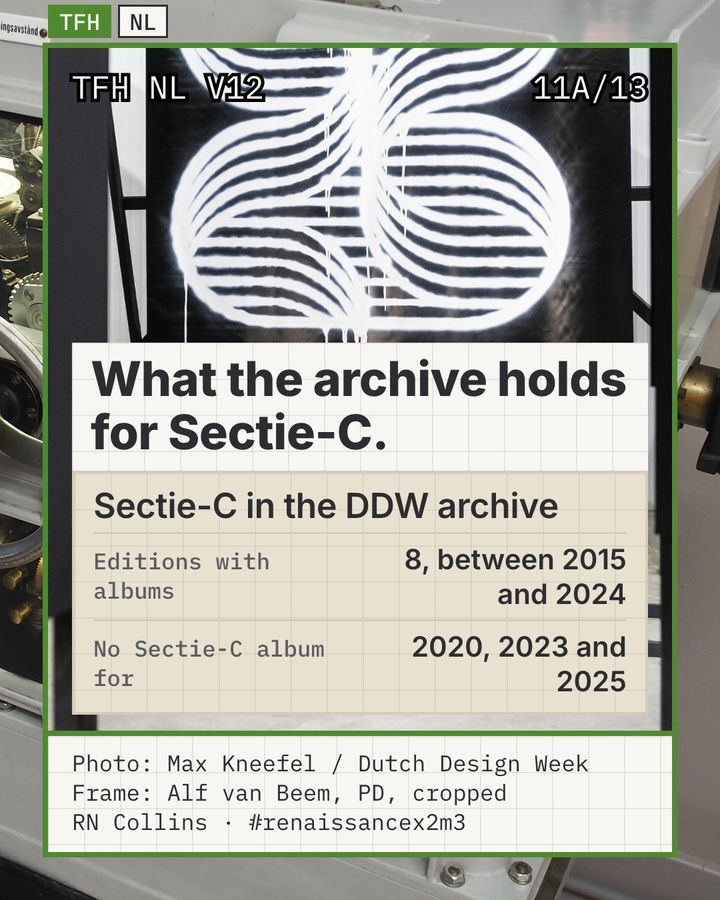 TFH NL
ingsavstånd
TFH NL V12 11A/13
What the archive holds
for Sectie-C.
Sectie-C in the DDW archive
Editions with
albums
8, between 2015
and 2024
No Sectie-C album
for
2020, 2023 and
2025
Photo: Max Kneefel / Dutch Design Week
Frame: Alf van Beem, PD, cropped
RN Collins · #renaissancex2m3